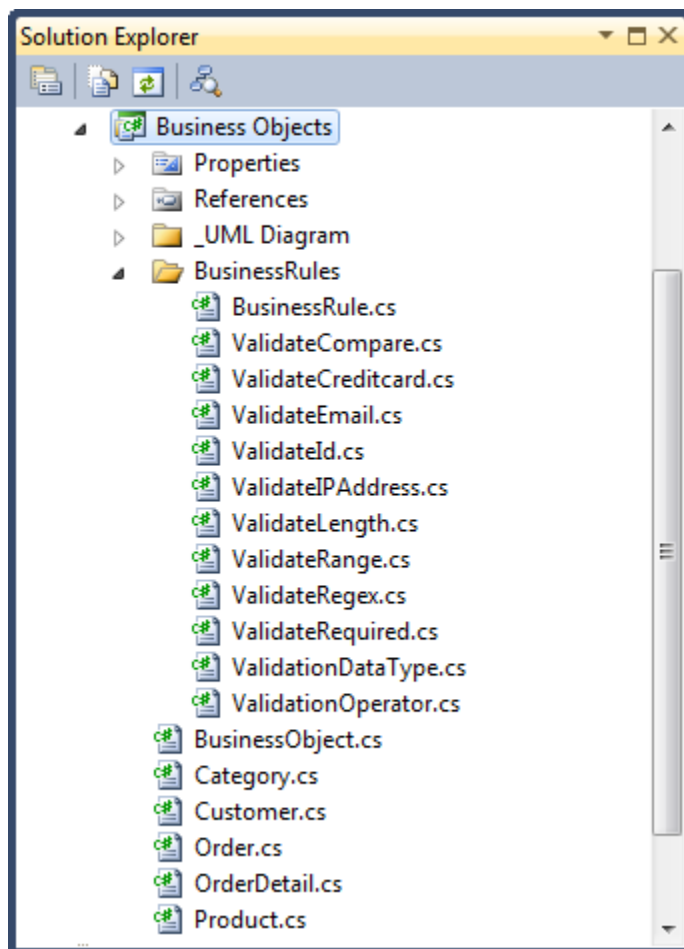 Solution Explorer
Business Objects
Properties
References
_UML Diagram
BusinessRules
BusinessRule.cs
ValidateCompare.cs
ValidateCreditcard.cs
ValidateEmail.cs
ValidateId.cs
ValidateIPAddress.cs
ValidateLength.cs
ValidateRange.cs
ValidateRegex.cs
ValidateRequired.cs
ValidationDataType.cs
ValidationOperator.cs
BusinessObject.cs
Category.cs
Customer.cs
Order.cs
OrderDetail.cs
Product.cs